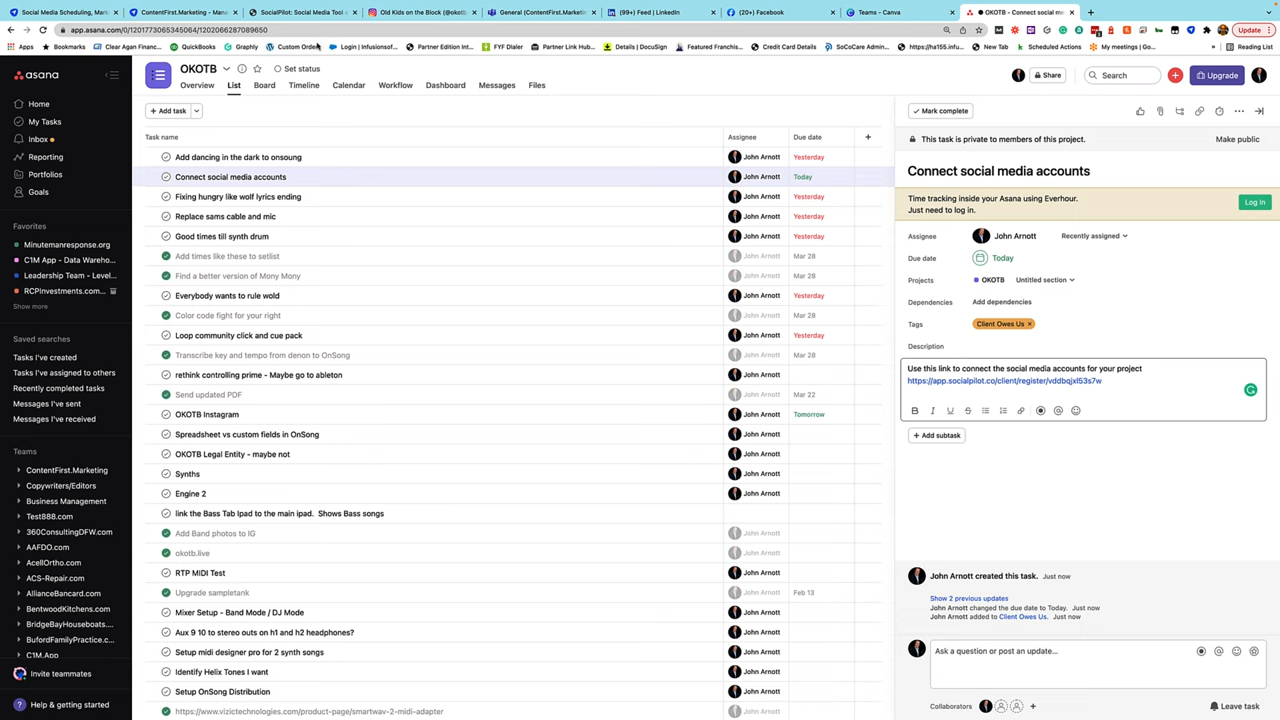 Social Media Scheduling, Mark
ContentFirst.Marketing - Mana
SocialPilot: Social Media Tool
Old Kids on the Block (@okotb
General (ContentFirst.Marketin
(99+) Feed | LinkedIn
(20+) Facebook
Teams - Canva
OKOTB - Connect social me
app.asana.com/0/1201773065345064/1202066287089650
Update
Apps
Bookmarks
Clear Agan Financ...
QuickBooks
Graphly
Custom Orders
Login | Infusionsof...
Partner Edition Int...
FYF Dialer
Partner Link Hub...
Details | DocuSign
Featured Franchis...
Credit Card Details
SoCoCare Admin...
https://ha155.infu...
New Tab
Scheduled Actions
My meetings | Go...
»
Reading List
asana
Home
My Tasks
Inbox
Reporting
Portfolios
Goals
Favorites
Minutemanresponse.org
C1M App - Data Wareho...
Leadership Team - Level...
RCPInvestments.com...
Show more
Saved searches
Tasks I've created
Tasks I've assigned to others
Recently completed tasks
Messages I've sent
Messages I've received
Teams
ContentFirst.Marketing
Copywriters/Editors
Business Management
Test888.com
360ConsultingDFW.com
AAFDO.com
AcellOrtho.com
ACS-Repair.com
AllianceBancard.com
BentwoodKitchens.com
BridgeBayHouseboats....
BufordFamilyPractice.c...
C1M.App
Invite teammates
Help & getting started
OKOTB
Set status
Overview
List
Board
Timeline
Calendar
Workflow
Dashboard
Messages
Files
Share
Search
Upgrade
+ Add task
Task name
Assignee
Due date
+
Add dancing in the dark to onsoung John Arnott Yesterday
Connect social media accounts John Arnott Today
Fixing hungry like wolf lyrics ending John Arnott Yesterday
Replace sams cable and mic John Arnott Yesterday
Good times till synth drum John Arnott Yesterday
Add times like these to setlist John Arnott Mar 28
Find a better version of Mony Mony John Arnott Mar 28
Everybody wants to rule wold John Arnott Yesterday
Color code fight for your right John Arnott Mar 28
Loop community click and cue pack John Arnott Yesterday
Transcribe key and tempo from denon to OnSong John Arnott Mar 28
rethink controlling prime - Maybe go to ableton John Arnott
Send updated PDF John Arnott Mar 22
OKOTB Instagram John Arnott Tomorrow
Spreadsheet vs custom fields in OnSong John Arnott
OKOTB Legal Entity - maybe not John Arnott
Synths John Arnott
Engine 2 John Arnott
link the Bass Tab Ipad to the main ipad.  Shows Bass songs
Add Band photos to IG John Arnott
okotb.live John Arnott
RTP MIDI Test John Arnott
Upgrade sampletank John Arnott Feb 13
Mixer Setup - Band Mode / DJ Mode John Arnott
Aux 9 10 to stereo outs on h1 and h2 headphones? John Arnott
Setup midi designer pro for 2 synth songs John Arnott
Identify Helix Tones I want John Arnott
Setup OnSong Distribution John Arnott
https://www.vizictechnologies.com/product-page/smartwav-2-midi-adapter John Arnott
Mark complete
This task is private to members of this project.
Make public
Connect social media accounts
Time tracking inside your Asana using Everhour.
Just need to log in.
Log In
Assignee John Arnott Recently assigned
Due date Today
Projects OKOTB Untitled section
Dependencies Add dependencies
Tags Client Owes Us ×
Description
Use this link to connect the social media accounts for your project
https://app.socialpilot.co/client/register/vddbqjxl53s7w
B I U S
+ Add subtask
John Arnott created this task. Just now
Show 2 previous updates
John Arnott changed the due date to Today. Just now
John Arnott added to Client Owes Us. Just now
Ask a question or post an update...
Collaborators
+
Leave task